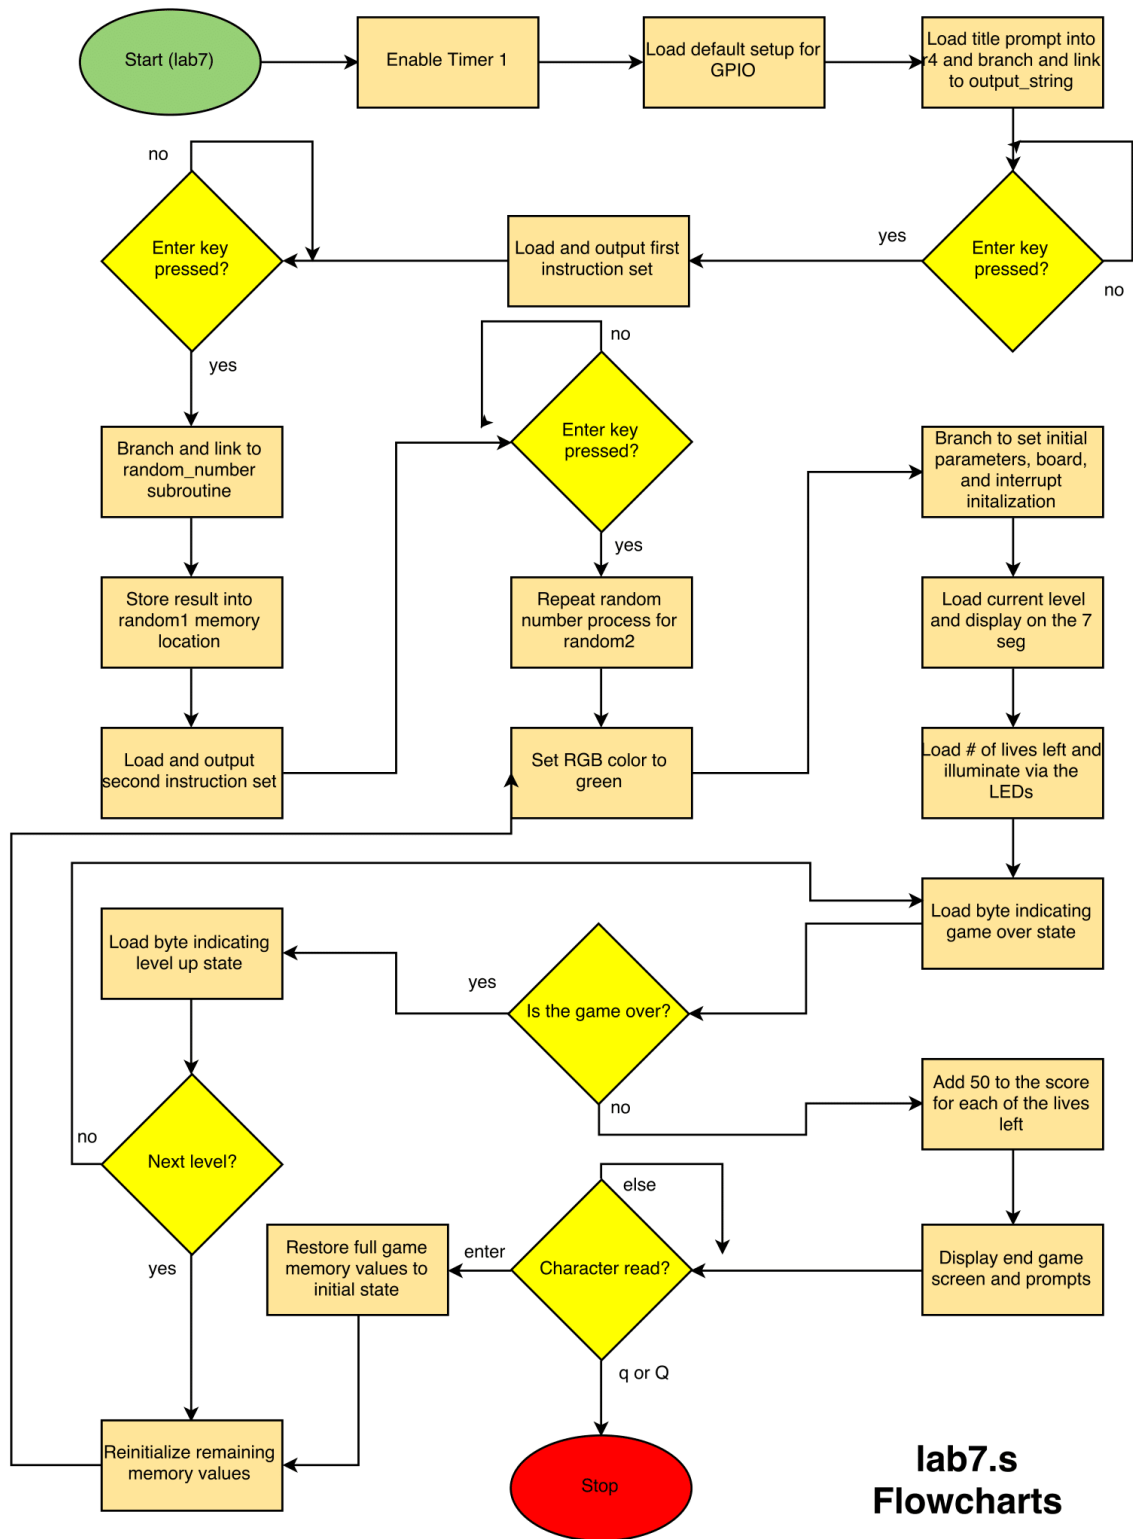 Start (lab7)
Enable Timer 1
Load default setup for
GPIO
Load title prompt into
r4 and branch and link
to output_string
no
Enter key
pressed?
yes
Load and output first
instruction set
yes
Enter key
pressed?
no
no
Enter key
pressed?
yes
Branch and link to
random_number
subroutine
Store result into
random1 memory
location
Load and output
second instruction set
Repeat random
number process for
random2
Set RGB color to
green
Branch to set initial
parameters, board,
and interrupt
initalization
Load current level
and display on the 7
seg
Load # of lives left and
illuminate via the
LEDs
Load byte indicating
game over state
Is the game over?
yes
no
Load byte indicating
level up state
Next level?
no
yes
Add 50 to the score
for each of the lives
left
Display end game
screen and prompts
else
Character read?
enter
q or Q
Restore full game
memory values to
initial state
Reinitialize remaining
memory values
Stop
lab7.s
Flowcharts